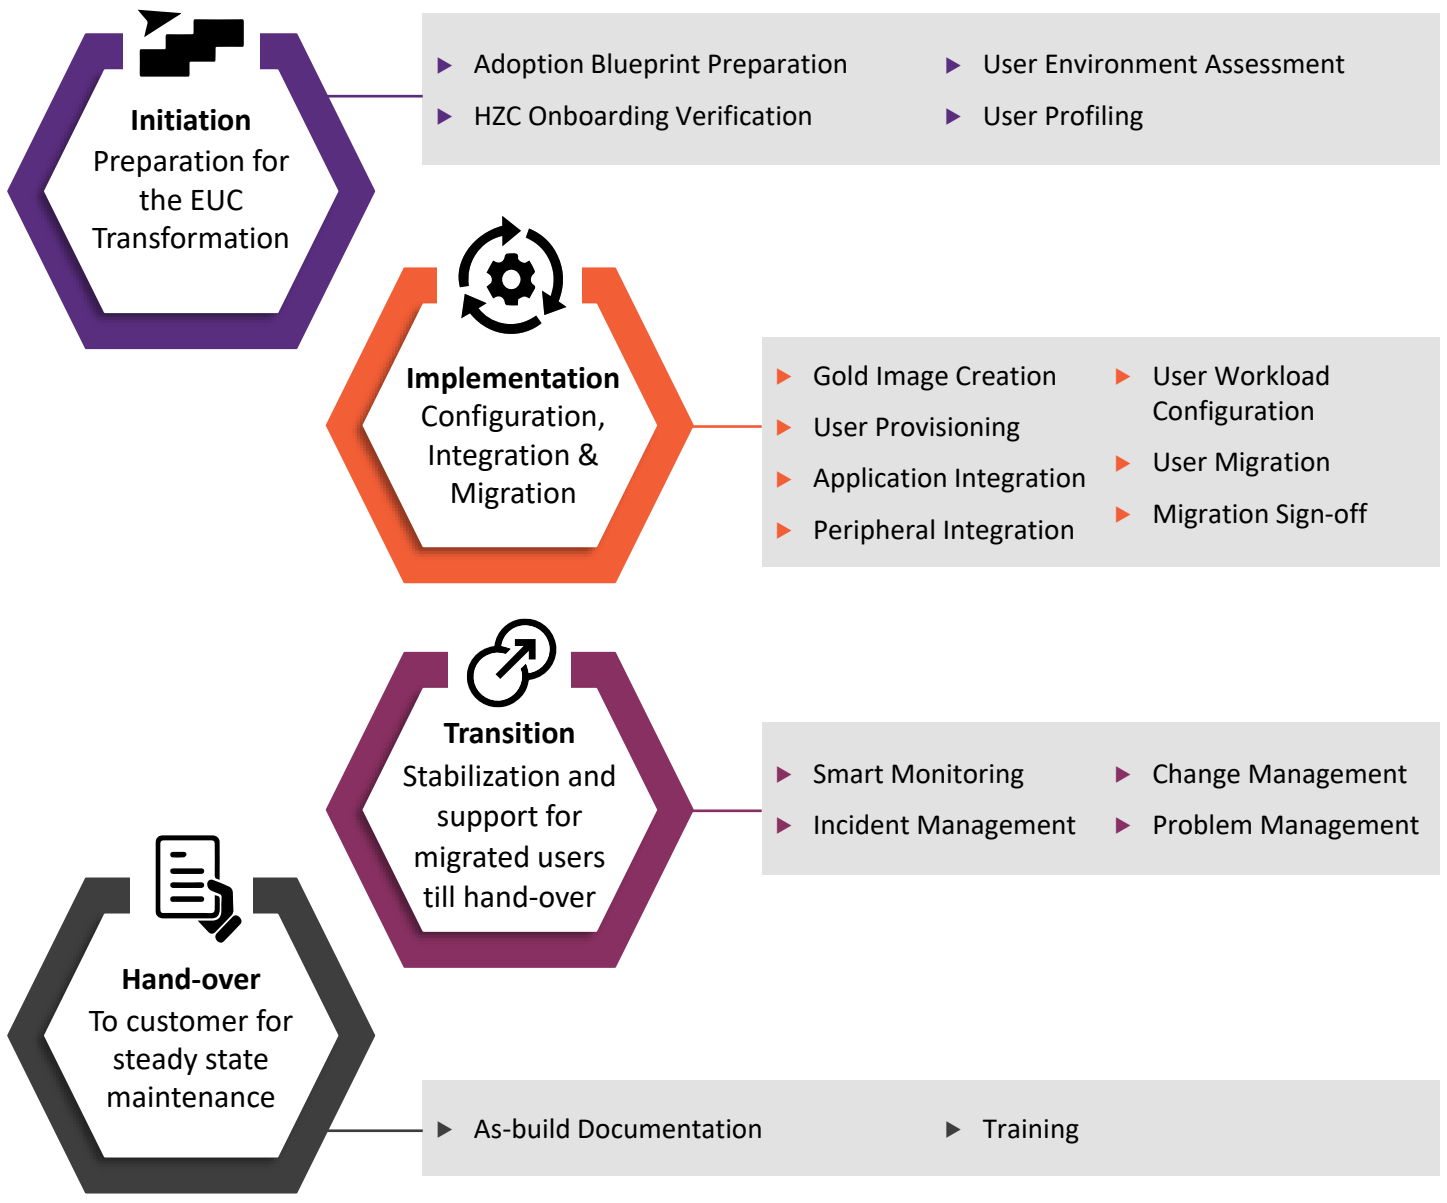 Initiation
Preparation for
the EUC
Transformation
Adoption Blueprint Preparation
HZC Onboarding Verification
User Environment Assessment
User Profiling
Implementation
Configuration,
Integration &
Migration
Gold Image Creation
User Provisioning
Application Integration
Peripheral Integration
User Workload
Configuration
User Migration
Migration Sign-off
Transition
Stabilization and
support for
migrated users
till hand-over
Smart Monitoring
Incident Management
Change Management
Problem Management
Hand-over
To customer for
steady state
maintenance
As-build Documentation
Training